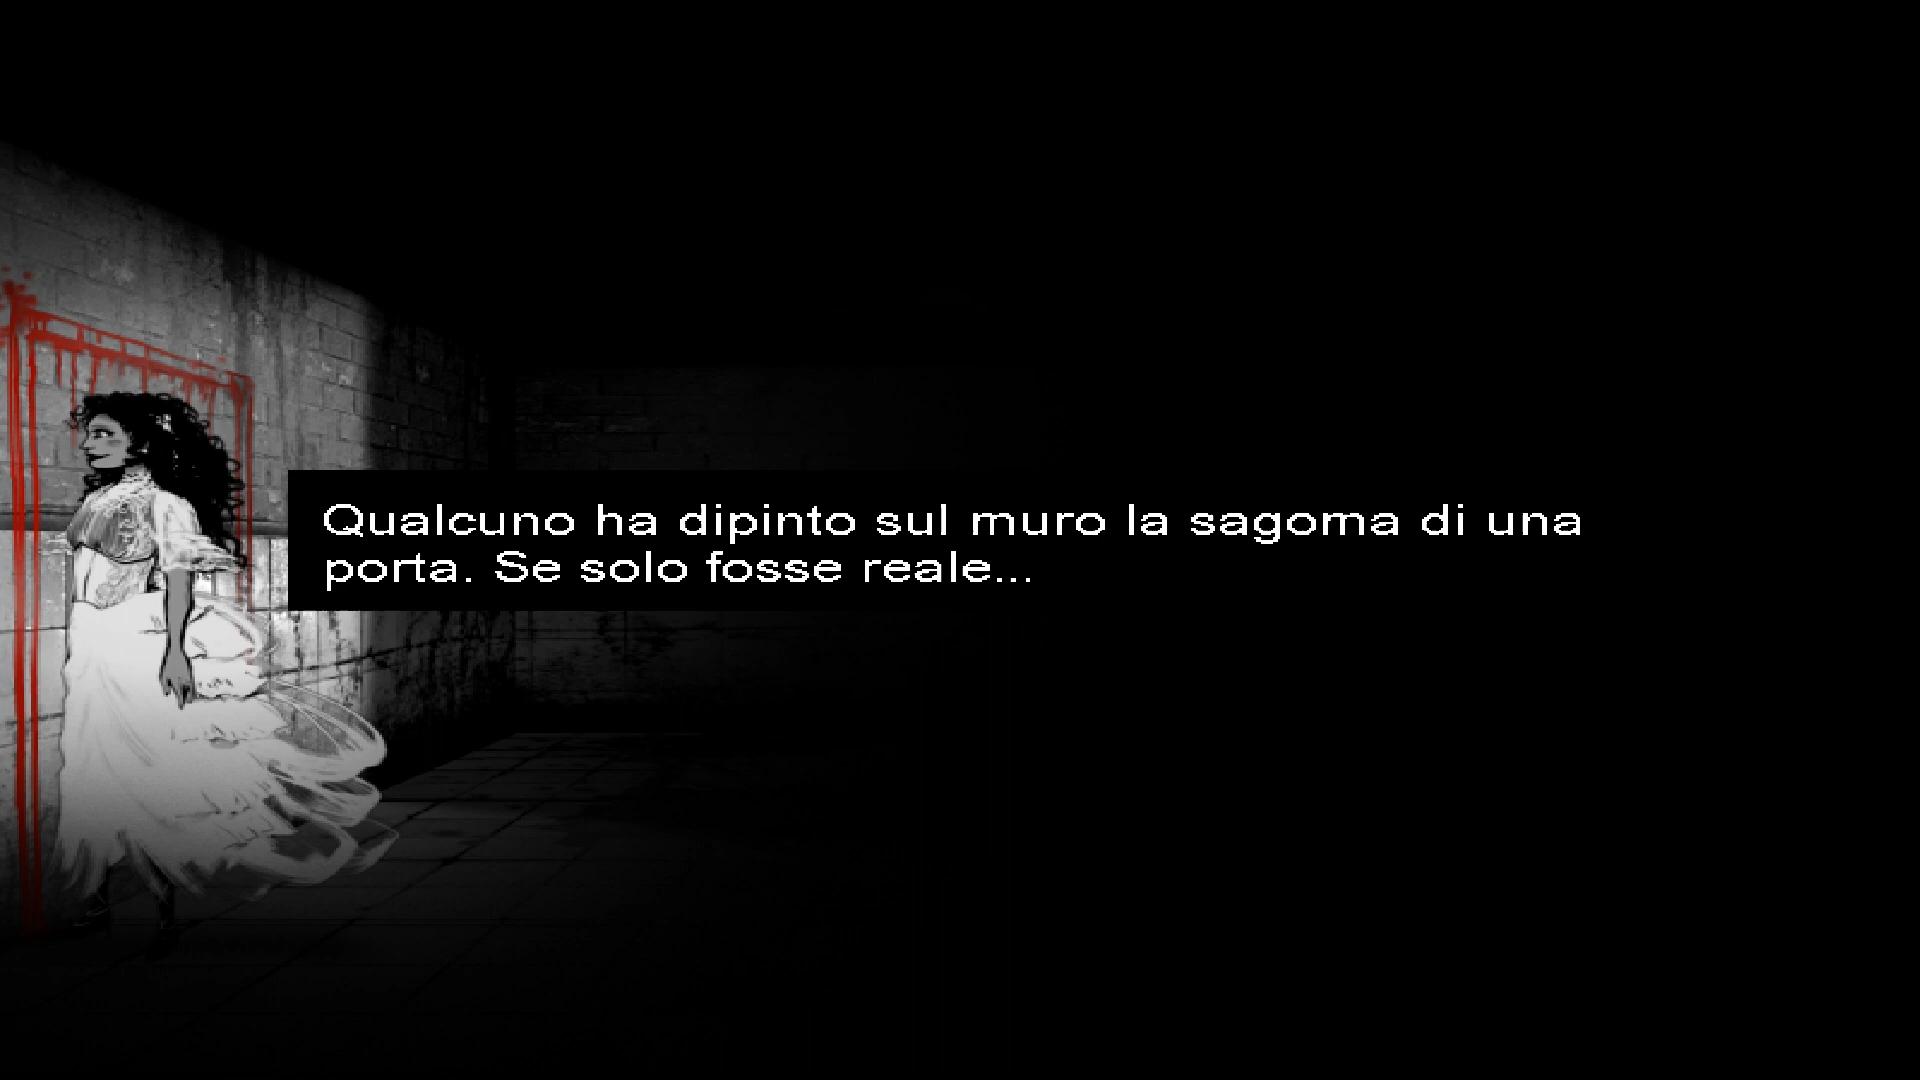 Qualcuno ha dipinto sul muro la sagoma di una
porta. Se solo fosse reale...